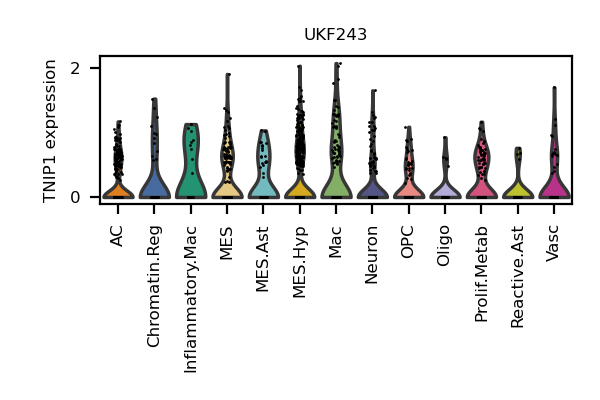 UKF243
TNIP1 expression
2
0
AC
Chromatin.Reg
Inflammatory.Mac
MES
MES.Ast
MES.Hyp
Mac
Neuron
OPC
Oligo
Prolif.Metab
Reactive.Ast
Vasc